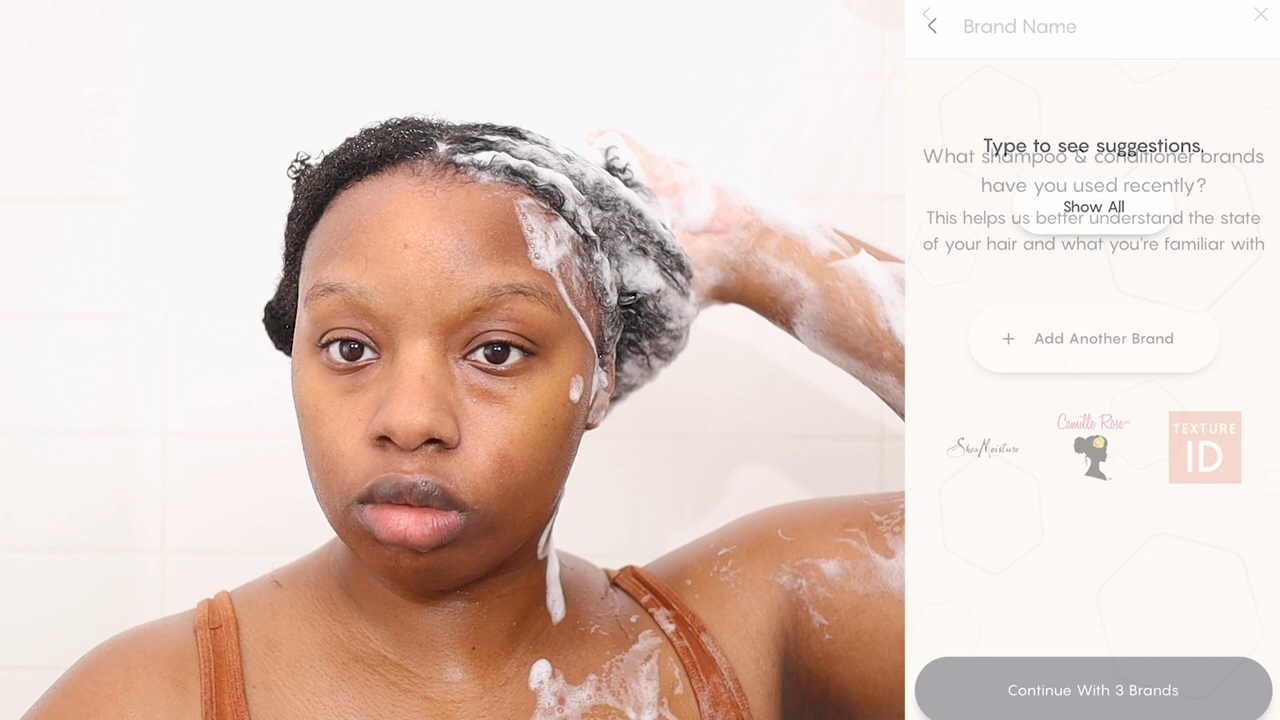 Brand Name
Type to see suggestions,
What shampoo & conditioner brands
have you used recently?
Show All
This helps us better understand the state
of your hair and what you're familiar with
+ Add Another Brand
SheaMoisture
Camille Rose™
TEXTURE
ID
Continue With 3 Brands